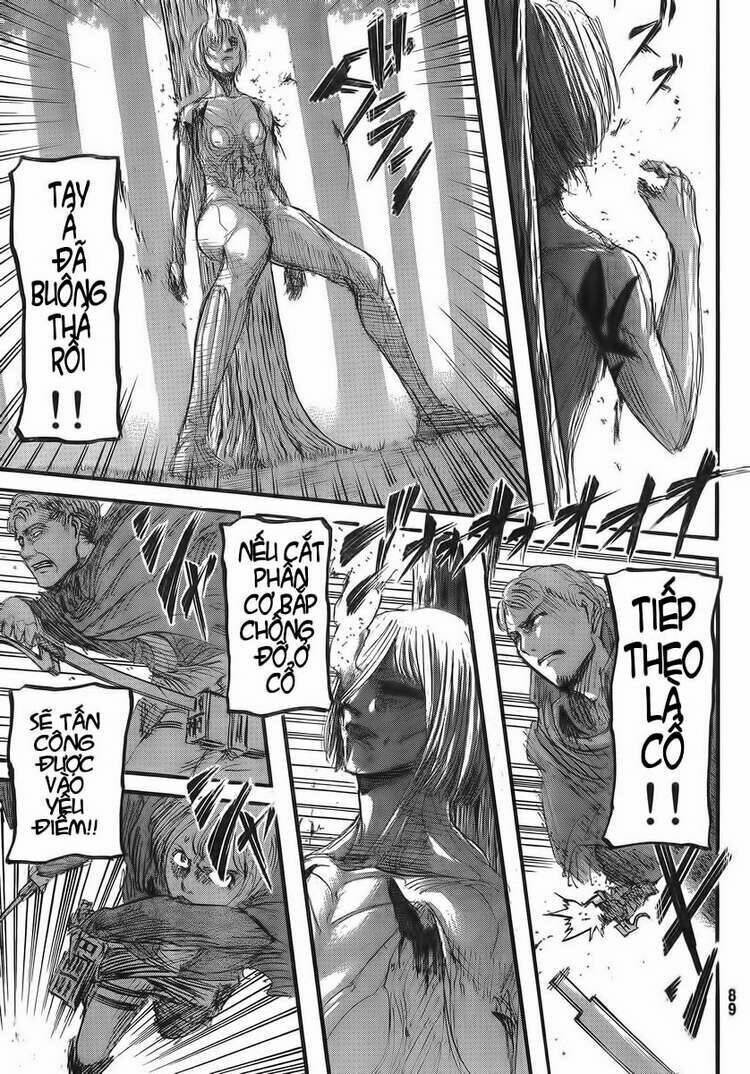 TAY
Ả
ĐÃ
BUÔNG
THẢ
RỒI
!!
TIẾP
THEO
LÀ
CỔ
!!
NẾU CẮT
PHẦN
CƠ BẮP
CHỐNG
ĐỠ Ở
CỔ
SẼ TẤN
CÔNG
ĐƯỢC
VÀO
YẾU
ĐIỂM!!
89